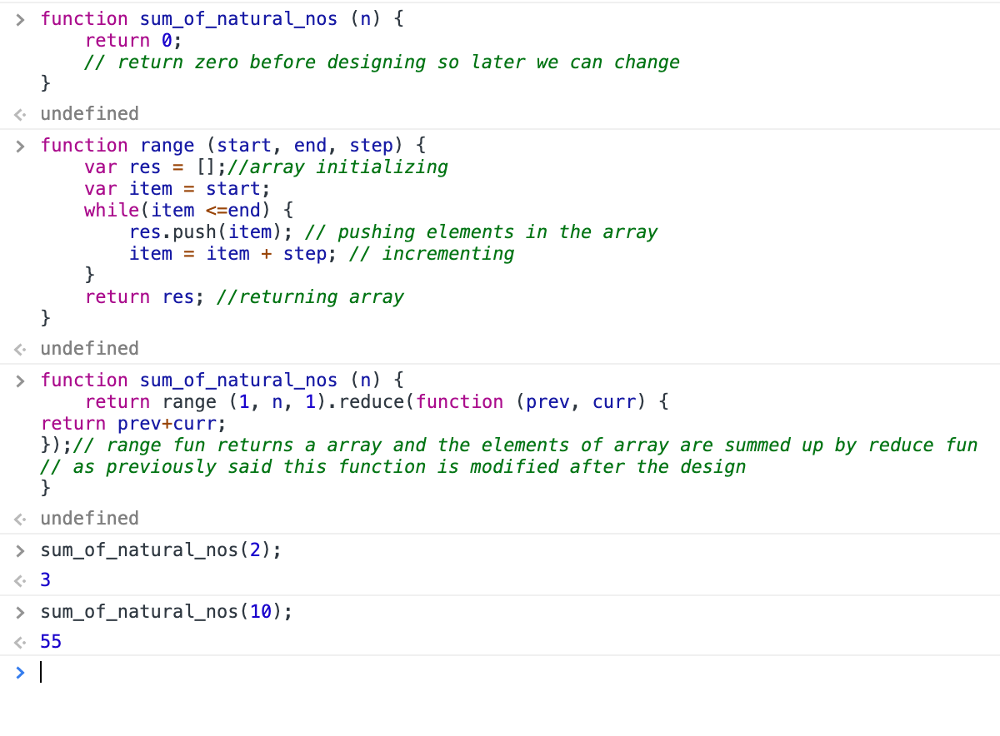 > function sum_of_natural_nos (n) {
    return 0;
    // return zero before designing so later we can change
}
undefined
> function range (start, end, step) {
    var res = [];//array initializing
    var item = start;
    while(item <=end) {
        res.push(item); // pushing elements in the array
        item = item + step; // incrementing
    }
    return res; //returning array
}
undefined
> function sum_of_natural_nos (n) {
    return range (1, n, 1).reduce(function (prev, curr) {
return prev+curr;
});// range fun returns a array and the elements of array are summed up by reduce fun
// as previously said this function is modified after the design
}
undefined
> sum_of_natural_nos(2);
3
> sum_of_natural_nos(10);
55
>